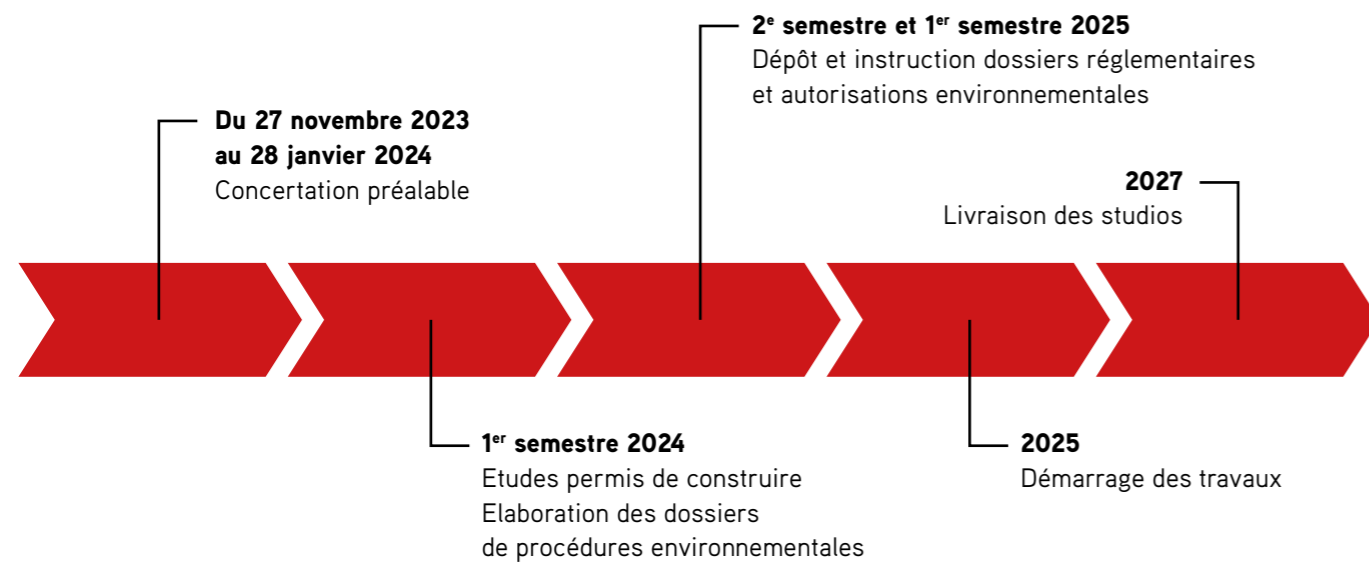 Du 27 novembre 2023
au 28 janvier 2024
Concertation préalable
1er semestre 2024
Etudes permis de construire
Elaboration des dossiers
de procédures environnementales
2e semestre et 1er semestre 2025
Dépôt et instruction dossiers réglementaires
et autorisations environnementales
2025
Démarrage des travaux
2027
Livraison des studios